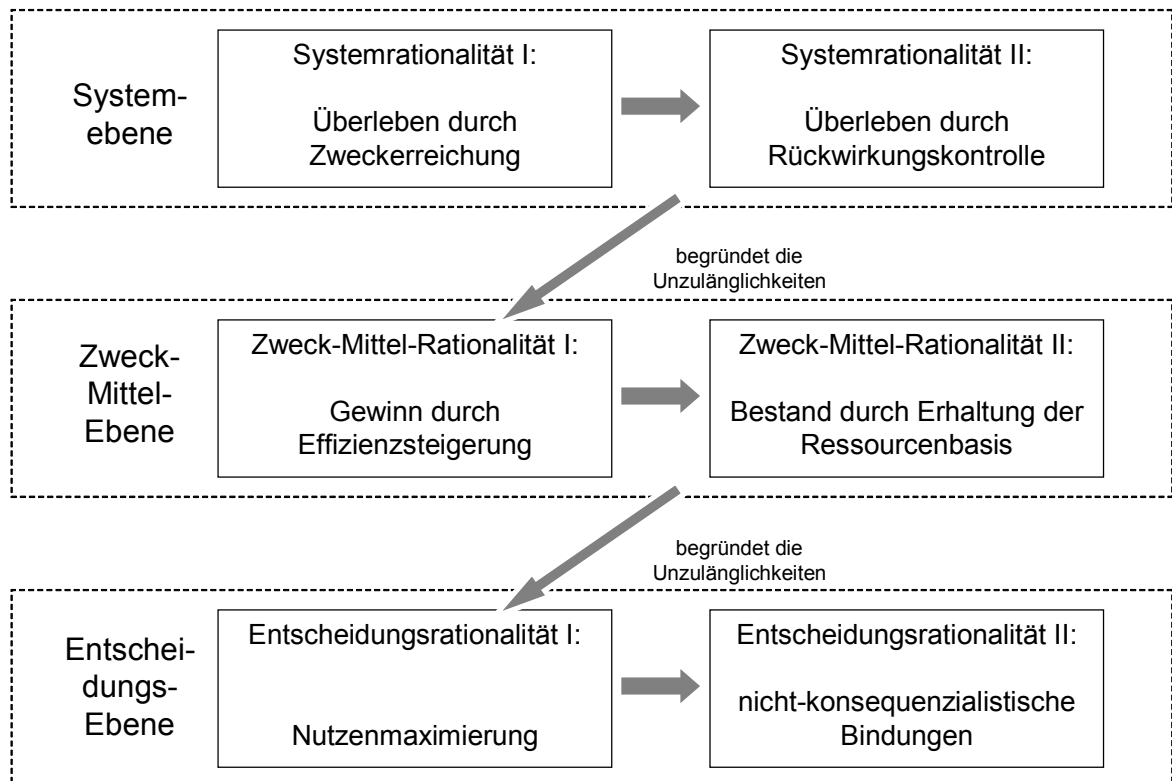 System-
ebene
Systemrationalität I:
Überleben durch
Zweckerreichung
Systemrationalität II:
Überleben durch
Rückwirkungskontrolle
begründet die
Unzulänglichkeiten
Zweck-
Mittel-
Ebene
Zweck-Mittel-Rationalität I:
Gewinn durch
Effizienzsteigerung
Zweck-Mittel-Rationalität II:
Bestand durch Erhaltung der
Ressourcenbasis
begründet die
Unzulänglichkeiten
Entschei-
dungs-
Ebene
Entscheidungsrationalität I:
Nutzenmaximierung
Entscheidungsrationalität II:
nicht-konsequenzialistische
Bindungen